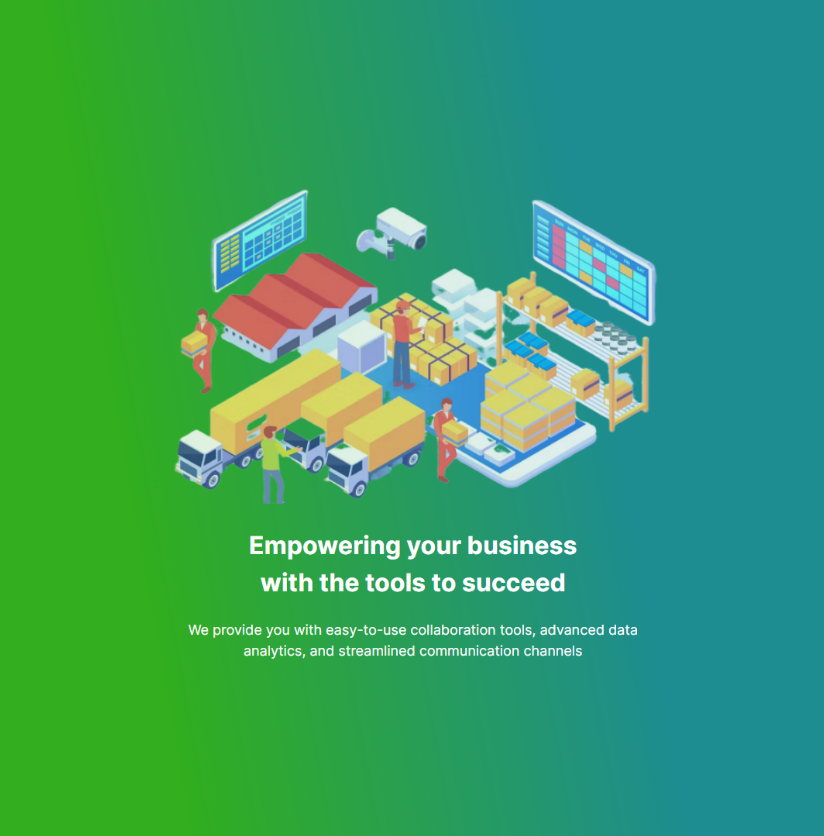 Empowering your business
with the tools to succeed
We provide you with easy-to-use collaboration tools, advanced data
analytics, and streamlined communication channels